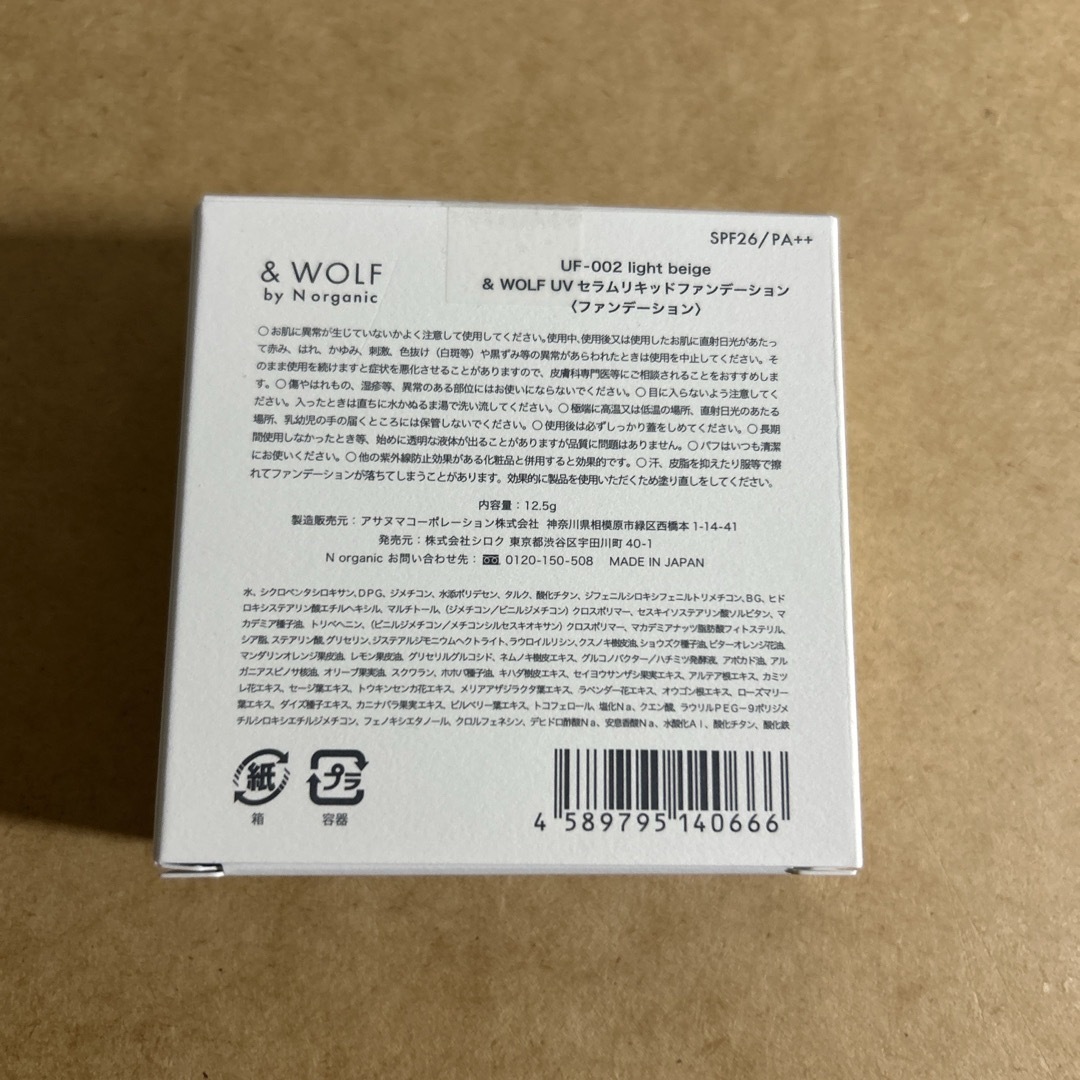 SPF26/PA++
& WOLF
by N organic
UF-002 light beige
& WOLF UV セラムリキッドファンデーション
〈ファンデーション〉
○お肌に異常が生じていないかよく注意して使用してください。使用中、使用後又は使用したお肌に直射日光があたっ
て赤み、はれ、かゆみ、刺激、色抜け（白斑等）や黒ずみ等の異常があらわれたときは使用を中止してください。そ
のまま使用を続けますと症状を悪化させることがありますので、皮膚科専門医等にご相談されることをおすすめしま
す。○傷やはれもの、湿疹等、異常のある部位にはお使いにならないでください。○目に入らないよう注意してく
ださい。入ったときは直ちに水かぬるま湯で洗い流してください。○極端に高温又は低温の場所、直射日光のあたる
場所、乳幼児の手の届くところには保管しないでください。○使用後は必ずしっかり蓋をしめてください。○長期
間使用しなかったとき等、始めに透明な液体が出ることがありますが品質に問題はありません。○パフはいつも清潔
にお使いください。○他の紫外線防止効果がある化粧品と併用すると効果的です。○汗、皮脂を抑えたり服等で擦
れてファンデーションが落ちてしまうことがあります。効果的に製品を使用いただくため塗り直しをしてください。
内容量：12.5g
製造販売元：アサヌマコーポレーション株式会社 神奈川県相模原市緑区西橋本1-14-41
発売元：株式会社シロク 東京都渋谷区宇田川町40-1
N organic お問い合わせ先： 0120-150-508 MADE IN JAPAN
水、シクロペンタシロキサン、DPG、ジメチコン、水添ポリデセン、タルク、酸化チタン、ジフェニルシロキシフェニルトリメチコン、BG、ヒド
ロキシステアリン酸エチルヘキシル、マルチトール、（ジメチコン／ビニルジメチコン）クロスポリマー、セスキイソステアリン酸ソルビタン、マ
カデミア種子油、トリベヘニン、（ビニルジメチコン／メチコンシルセスキオキサン）クロスポリマー、マカデミアナッツ脂肪酸フィトステリル、
シア脂、ステアリン酸、グリセリン、ジステアルジモニウムヘクトライト、ラウロイルリシン、クスノキ樹皮油、ショウズク種子油、ビターオレンジ花油、
マンダリンオレンジ果皮油、レモン果皮油、グリセリルグルコシド、ネムノキ樹皮エキス、グルコノバクター／ハチミツ発酵液、アボカド油、アル
ガニアスピノサ核油、オリーブ果実油、スクワラン、ホホバ種子油、キハダ樹皮エキス、セイヨウサンザシ果実エキス、アルテア根エキス、カミツ
レ花エキス、セージ葉エキス、トウキンセンカ花エキス、メリアアザジラクタ葉エキス、ラベンダー花エキス、オウゴン根エキス、ローズマリー
葉エキス、ダイズ種子エキス、カニナバラ果実エキス、ビルベリー葉エキス、トコフェロール、塩化Na、クエン酸、ラウリルPEG－9ポリジメ
チルシロキシエチルジメチコン、フェノキシエタノール、クロルフェネシン、デヒドロ酢酸Na、安息香酸Na、水酸化Al、酸化チタン、酸化鉄
紙
箱
プラ
容器
4 589795 140666